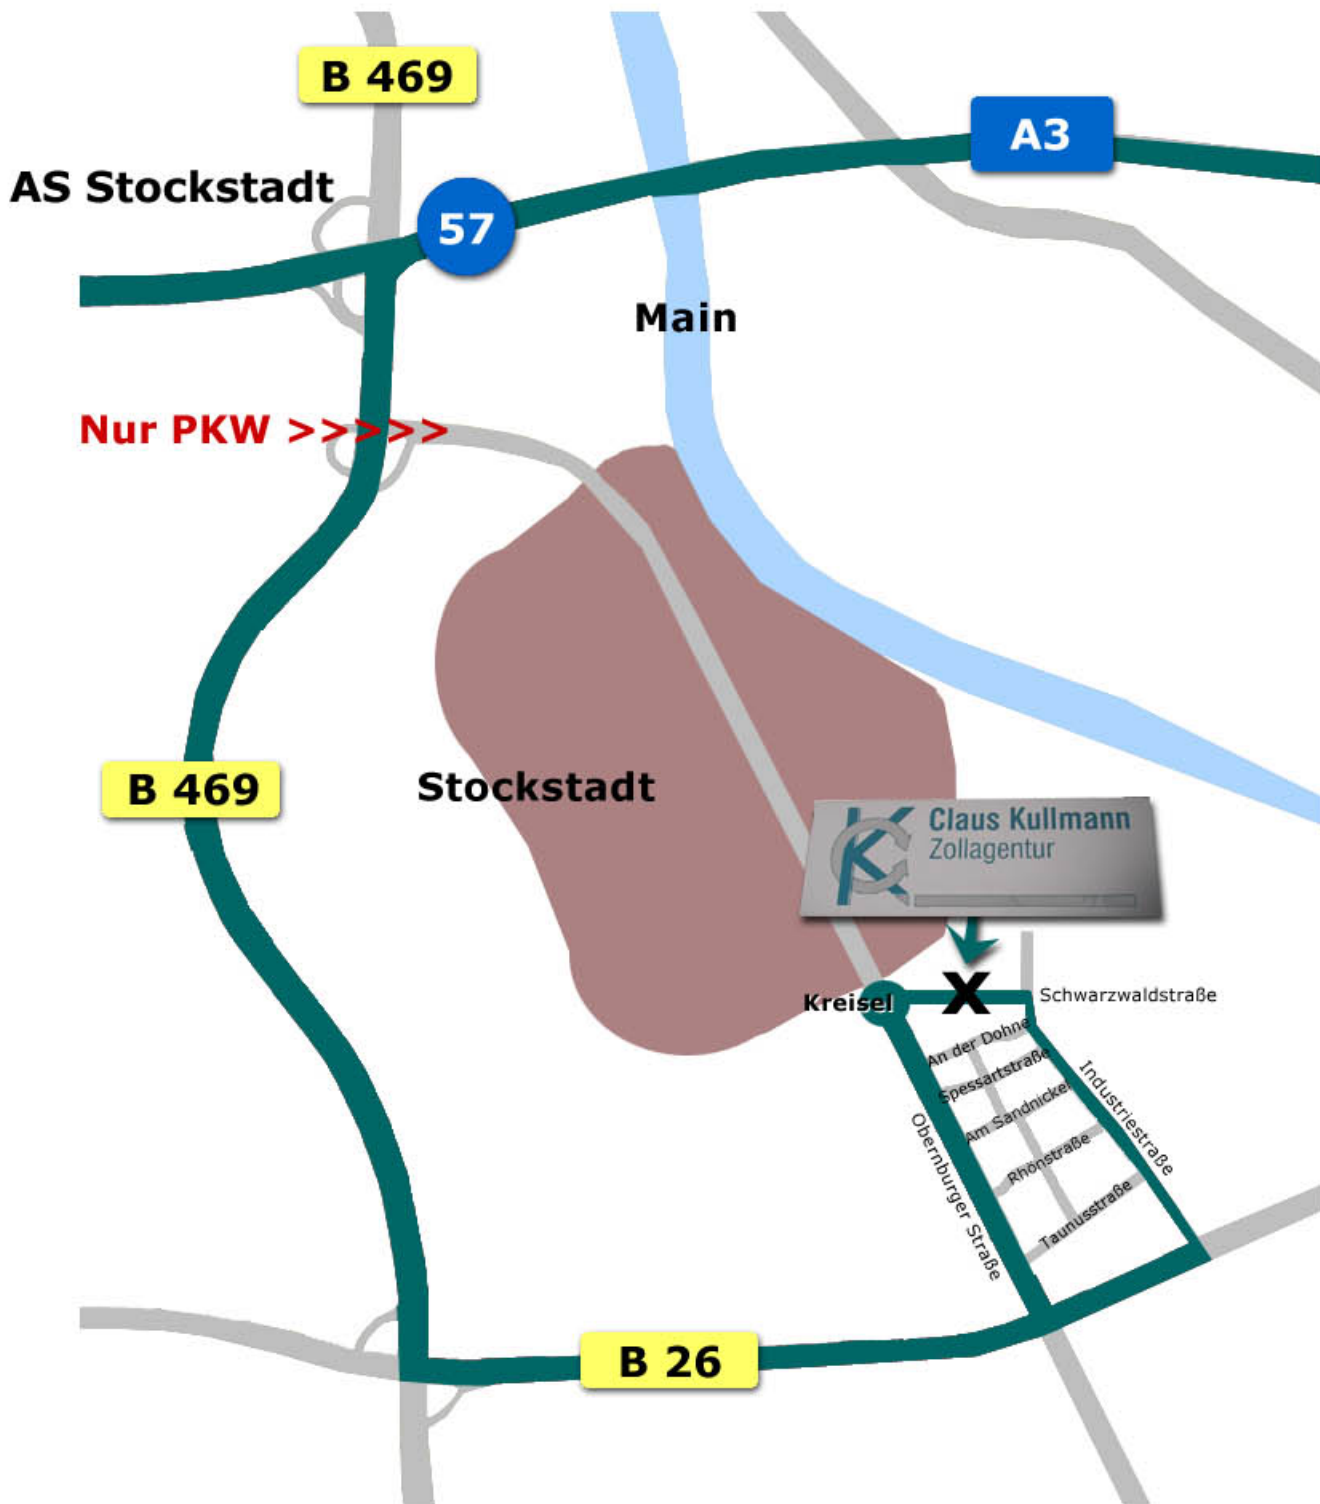 B 469
A3
AS Stockstadt
57
Main
Nur PKW >>>>>
B 469
Stockstadt
Claus Kullmann
Zollagentur
X
Kreisel
Schwarzwaldstraße
An der Dohne
Spessartstraße
Am Sandnickel
Rhönstraße
Taunusstraße
Industriestraße
Obernburger Straße
B 26